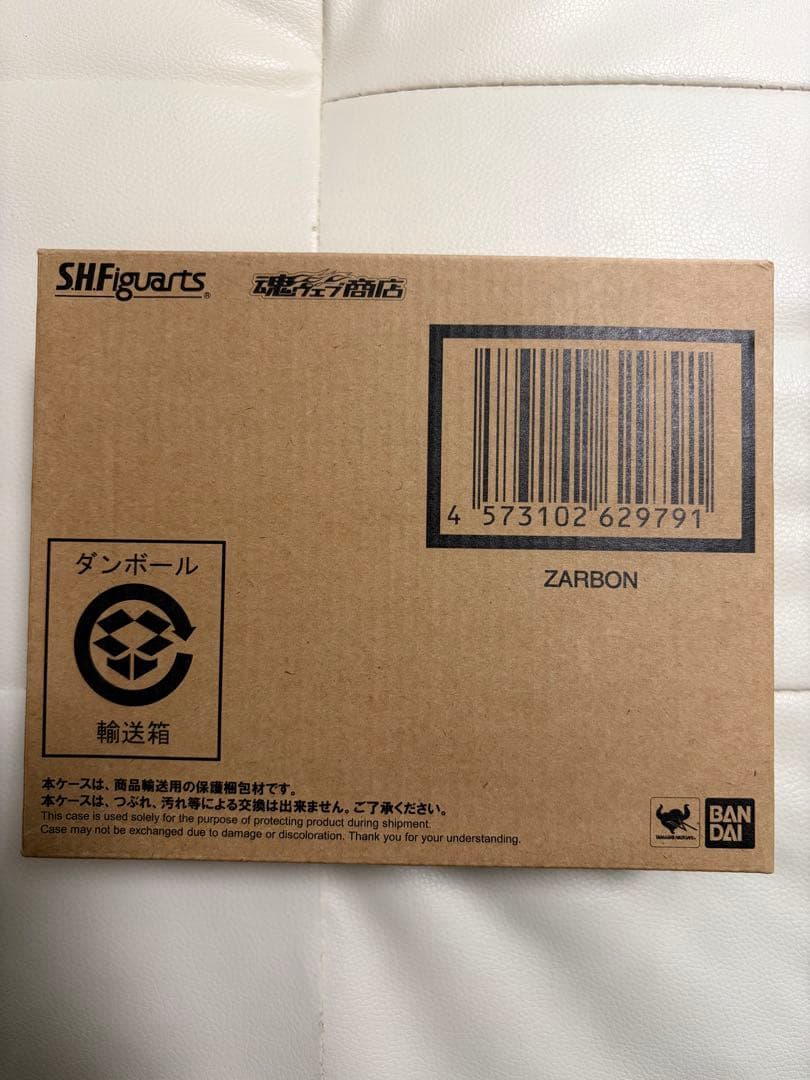 S.H.Figuarts®
魂ウェブ商店
4 573102 629791
ZARBON
ダンボール
輸送箱
本ケースは、商品輸送用の保護梱包材です。
本ケースは、つぶれ、汚れ等による交換は出来ません。ご了承ください。
This case is used solely for the purpose of protecting product during shipment.
Case may not be exchanged due to damage or discoloration. Thank you for your understanding.
TAMASHII NATIONS
BAN
DAI